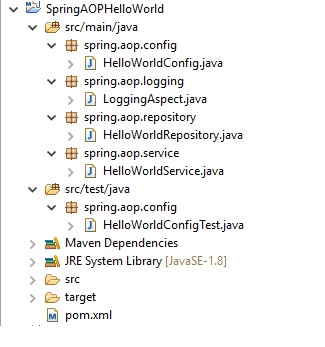 SpringAOPHelloWorld
src/main/java
spring.aop.config
HelloWorldConfig.java
spring.aop.logging
LoggingAspect.java
spring.aop.repository
HelloWorldRepository.java
spring.aop.service
HelloWorldService.java
src/test/java
spring.aop.config
HelloWorldConfigTest.java
Maven Dependencies
JRE System Library [JavaSE-1.8]
src
target
pom.xml